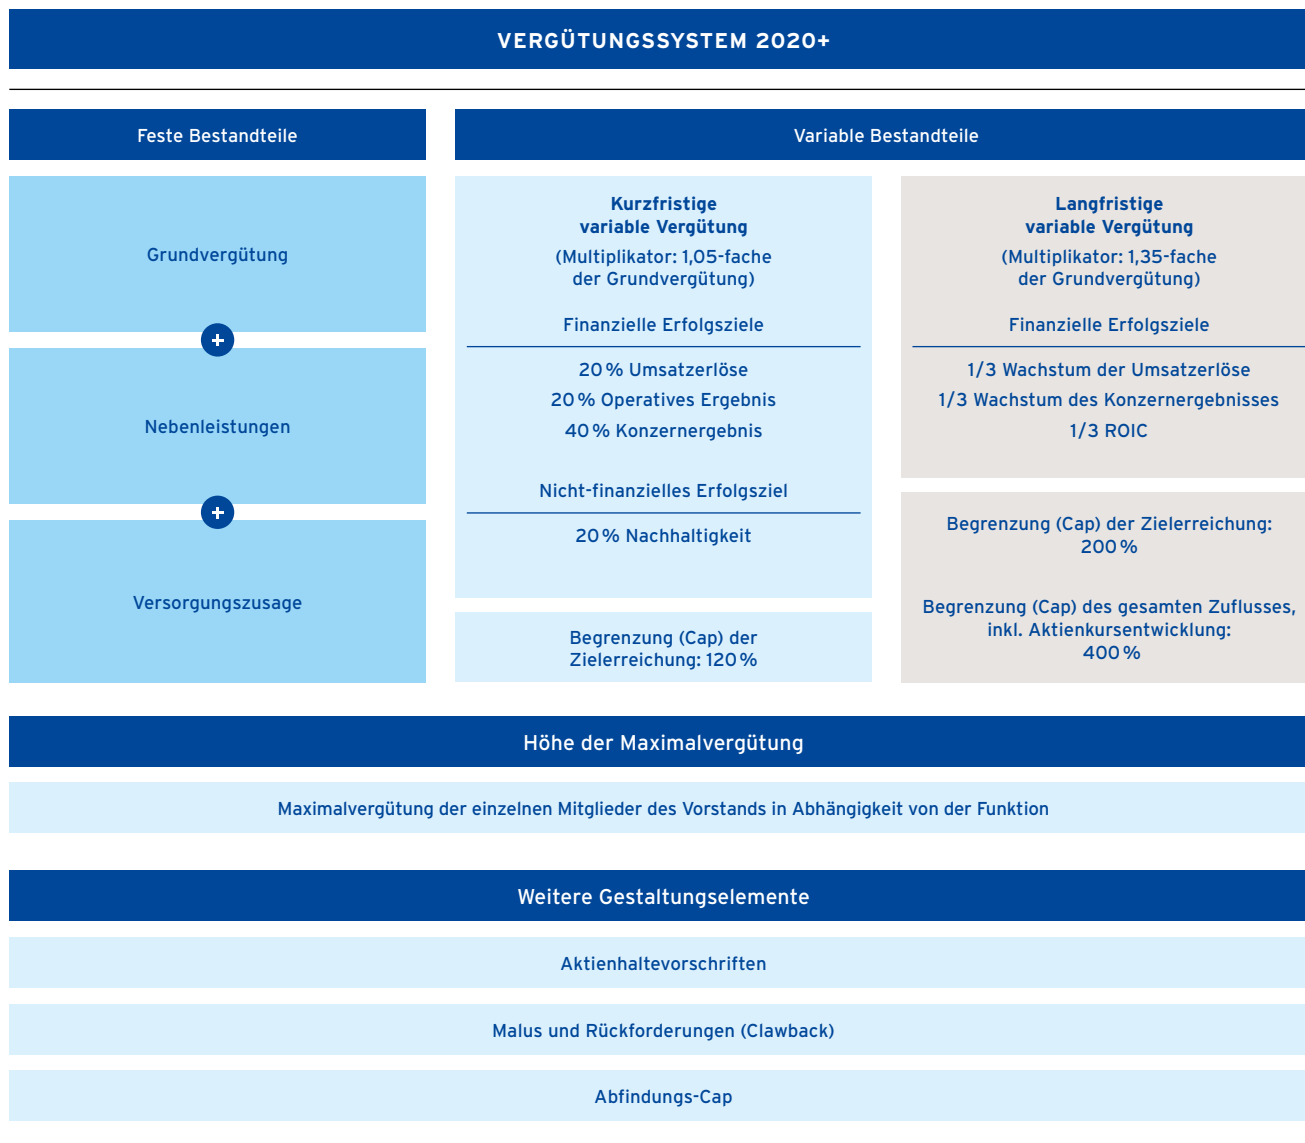 VERGÜTUNGSSYSTEM 2020+
Feste Bestandteile
Grundvergütung
+
Nebenleistungen
+
Versorgungszusage
Variable Bestandteile
Kurzfristige
variable Vergütung
(Multiplikator: 1,05-fache
der Grundvergütung)
Finanzielle Erfolgsziele
20 % Umsatzerlöse
20 % Operatives Ergebnis
40 % Konzernergebnis
Nicht-finanzielles Erfolgsziel
20 % Nachhaltigkeit
Begrenzung (Cap) der
Zielerreichung: 120 %
Langfristige
variable Vergütung
(Multiplikator: 1,35-fache
der Grundvergütung)
Finanzielle Erfolgsziele
1/3 Wachstum der Umsatzerlöse
1/3 Wachstum des Konzernergebnisses
1/3 ROIC
Begrenzung (Cap) der Zielerreichung:
200 %
Begrenzung (Cap) des gesamten Zuflusses,
inkl. Aktienkursentwicklung:
400 %
Höhe der Maximalvergütung
Maximalvergütung der einzelnen Mitglieder des Vorstands in Abhängigkeit von der Funktion
Weitere Gestaltungselemente
Aktienhaltevorschriften
Malus und Rückforderungen (Clawback)
Abfindungs-Cap